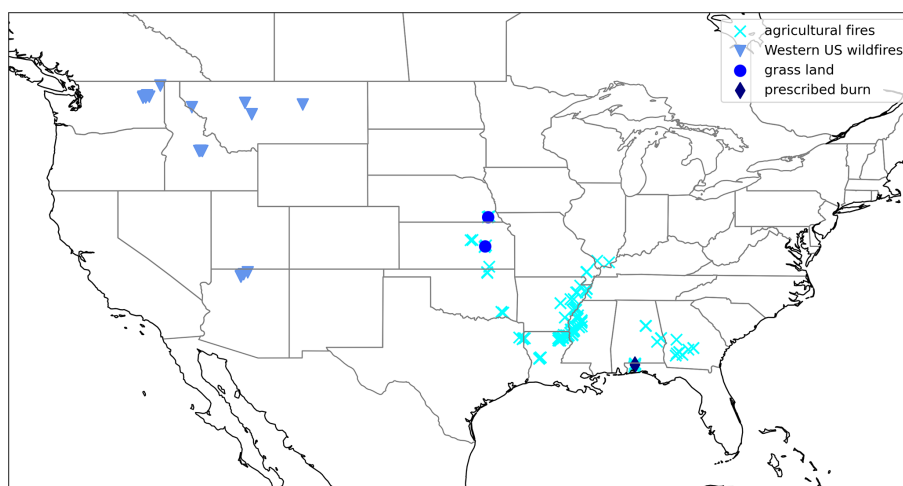 agricultural fires
Western US wildfires
grass land
prescribed burn